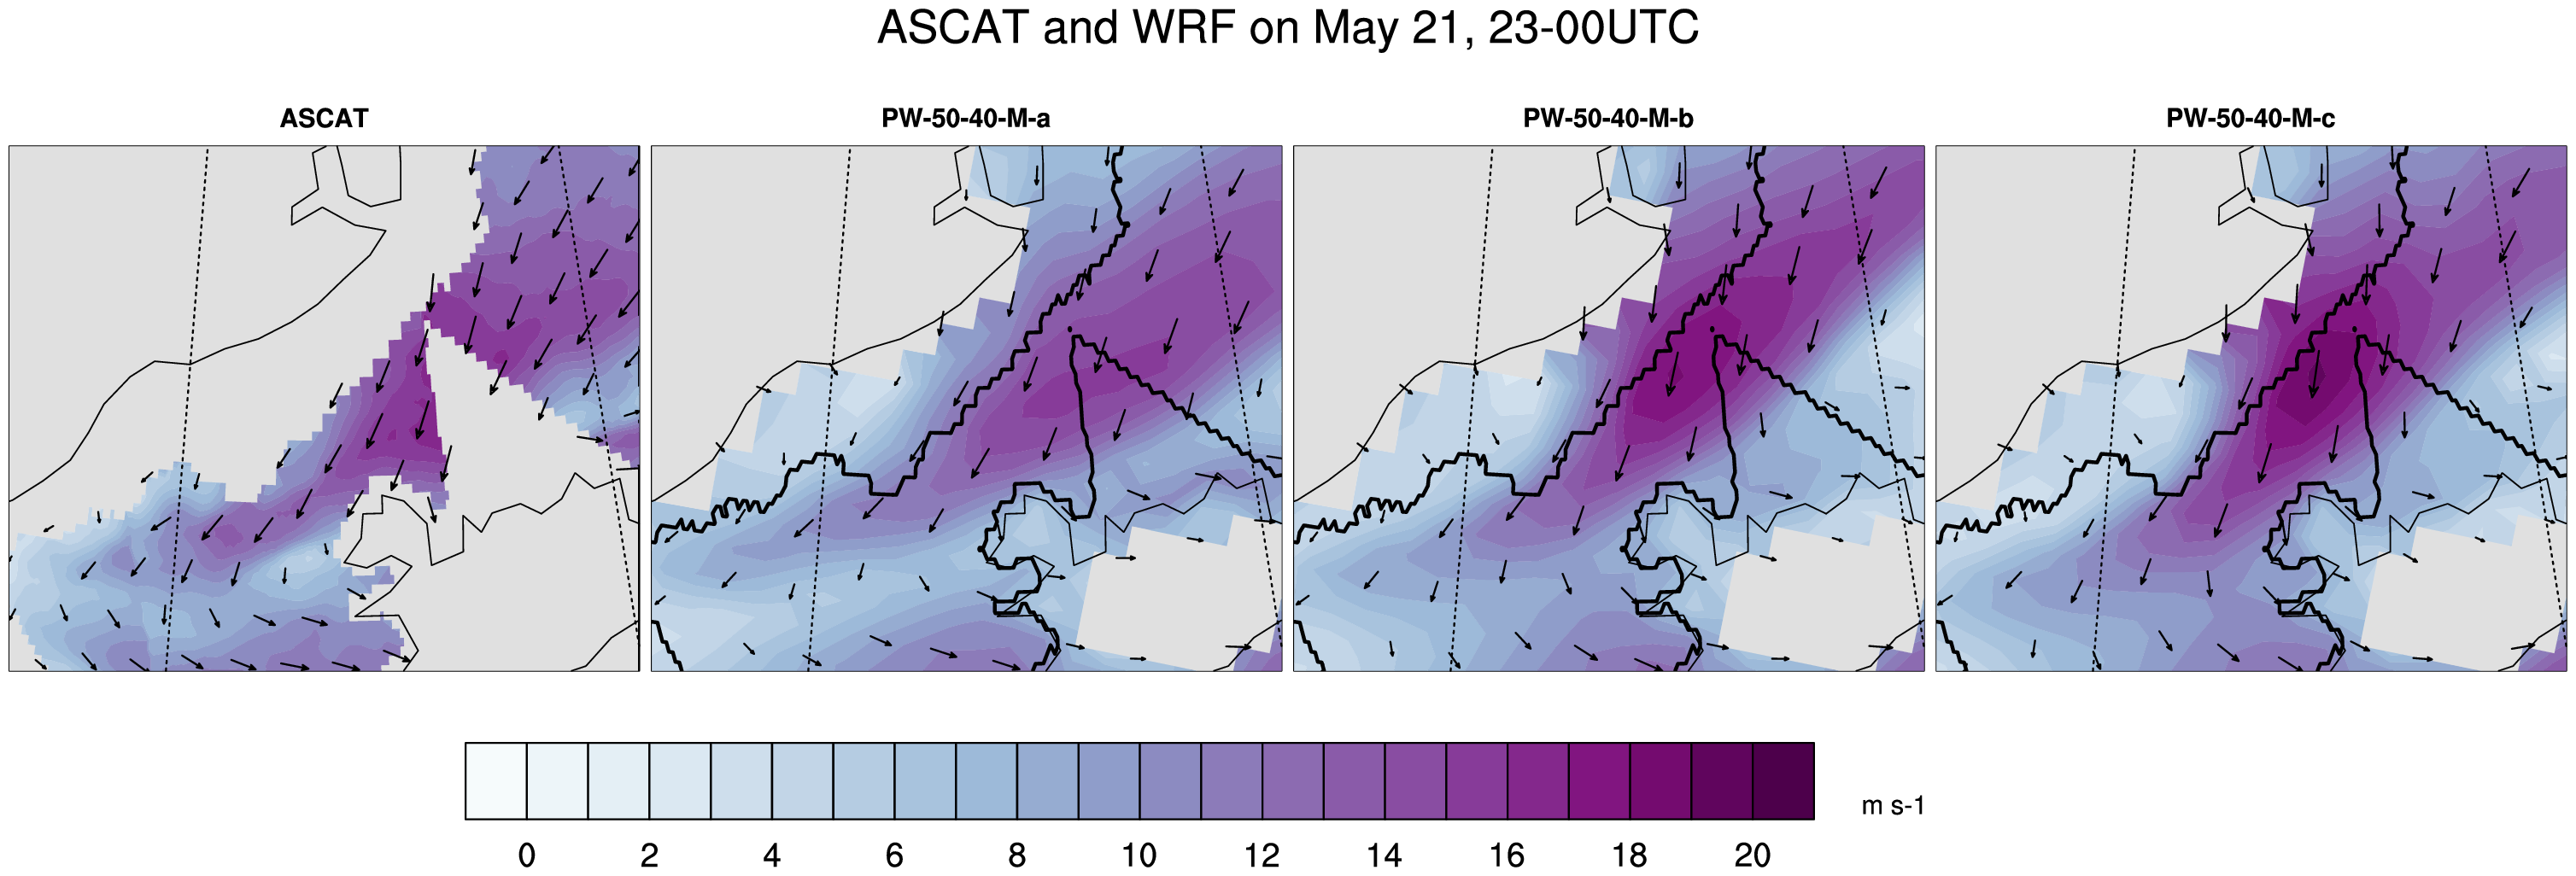 ASCAT and WRF on May 21, 23-00UTC
ASCAT PW-50-40-M-a PW-50-40-M-b PW-50-40-M-c
m s-1
0 2 4 6 8 10 12 14 16 18 20